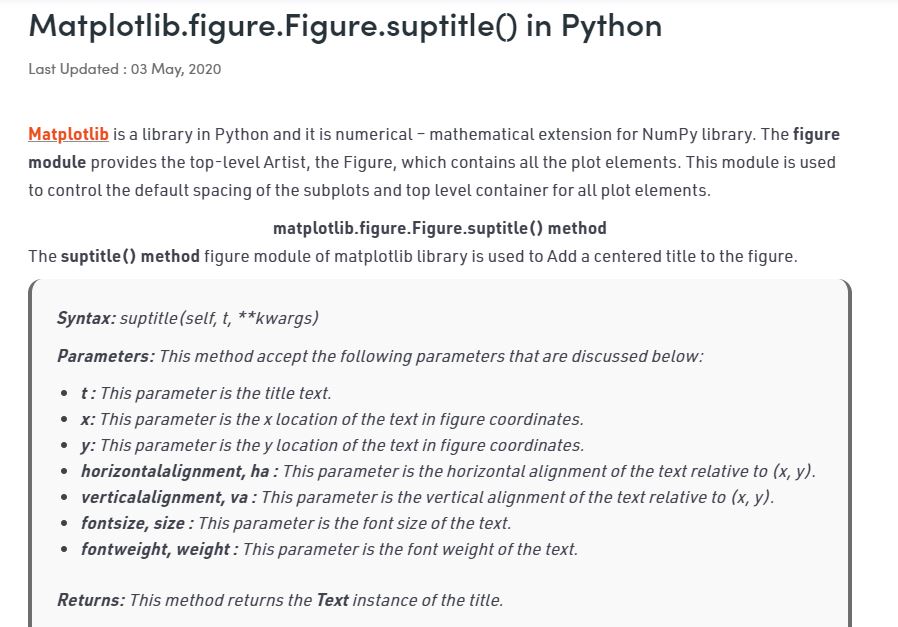 Matplotlib.figure.Figure.suptitle() in Python
Last Updated : 03 May, 2020
Matplotlib is a library in Python and it is numerical – mathematical extension for NumPy library. The figure
module provides the top-level Artist, the Figure, which contains all the plot elements. This module is used
to control the default spacing of the subplots and top level container for all plot elements.
matplotlib.figure.Figure.suptitle() method
The suptitle() method figure module of matplotlib library is used to Add a centered title to the figure.
Syntax: suptitle(self, t, **kwargs)
Parameters: This method accept the following parameters that are discussed below:
• t : This parameter is the title text.
• x: This parameter is the x location of the text in figure coordinates.
• y: This parameter is the y location of the text in figure coordinates.
• horizontalalignment, ha : This parameter is the horizontal alignment of the text relative to (x, y).
• verticalalignment, va : This parameter is the vertical alignment of the text relative to (x, y).
• fontsize, size : This parameter is the font size of the text.
• fontweight, weight : This parameter is the font weight of the text.
Returns: This method returns the Text instance of the title.